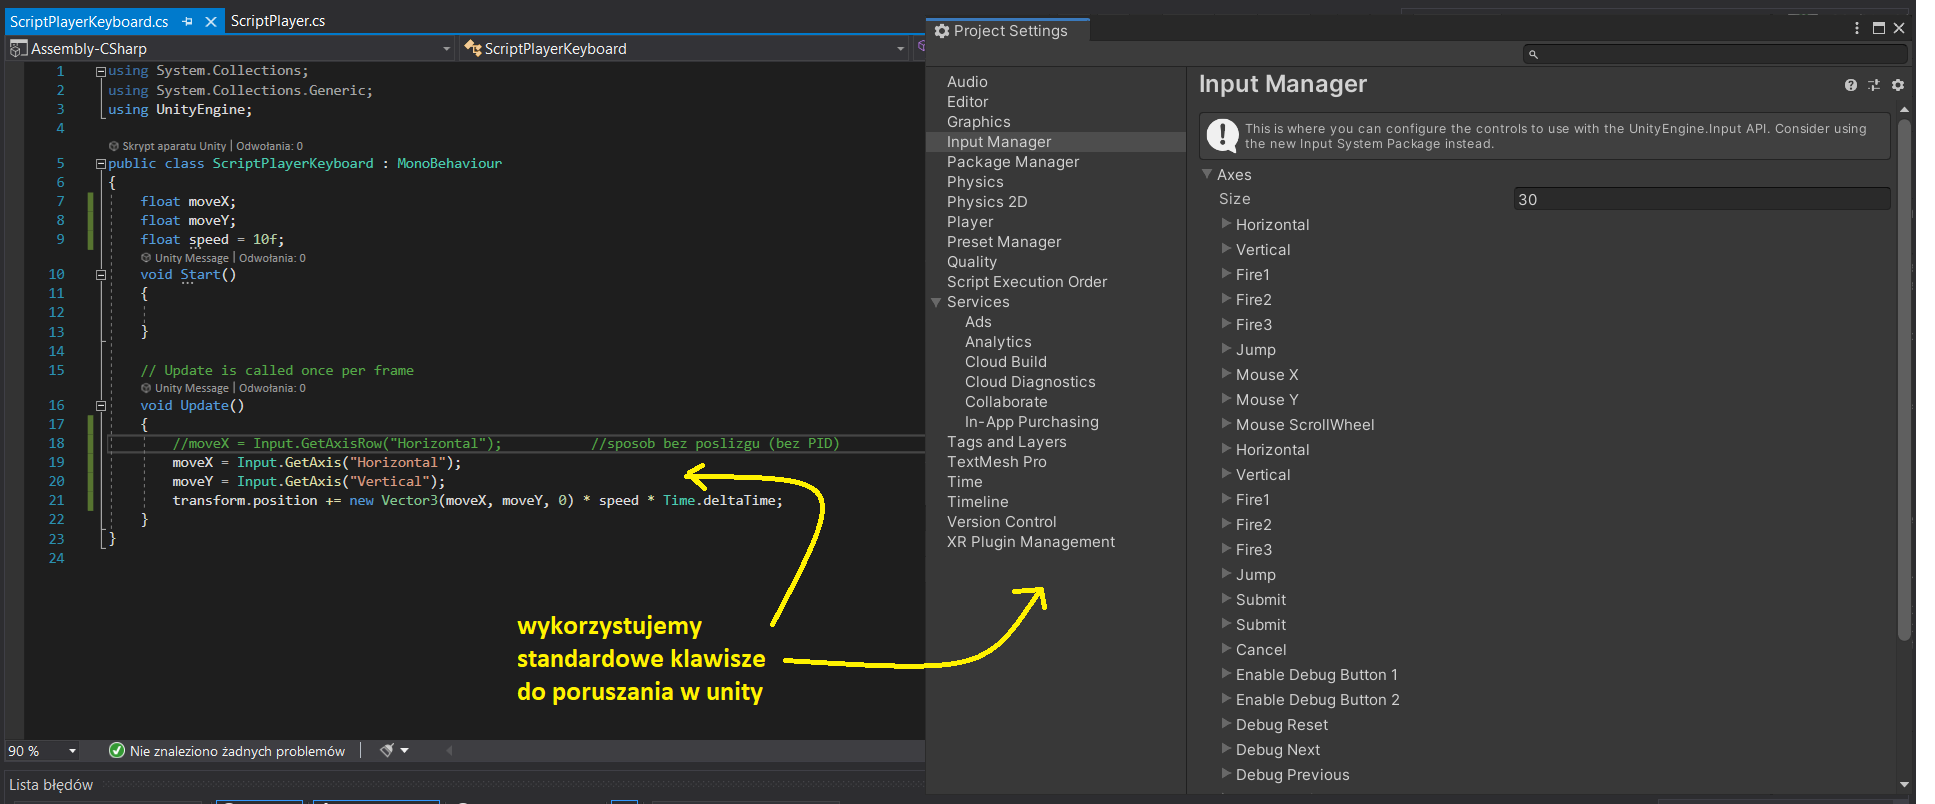 ScriptPlayerKeyboard.cs
ScriptPlayer.cs
Assembly-CSharp
ScriptPlayerKeyboard
1 using System.Collections;
2 using System.Collections.Generic;
3 using UnityEngine;
4
Skrypt aparatu Unity | Odwołania: 0
5 public class ScriptPlayerKeyboard : MonoBehaviour
6 {
7 float moveX;
8 float moveY;
9 float speed = 10f;
Unity Message | Odwołania: 0
10 void Start()
11 {
12
13 }
14
15 // Update is called once per frame
Unity Message | Odwołania: 0
16 void Update()
17 {
18 //moveX = Input.GetAxisRow("Horizontal"); //sposob bez poslizgu (bez PID)
19 moveX = Input.GetAxis("Horizontal");
20 moveY = Input.GetAxis("Vertical");
21 transform.position += new Vector3(moveX, moveY, 0) * speed * Time.deltaTime;
22 }
23 }
24
wykorzystujemy
standardowe klawisze
do poruszania w unity
90 %
Nie znaleziono żadnych problemów
Lista błędów
Project Settings
Audio
Editor
Graphics
Input Manager
Package Manager
Physics
Physics 2D
Player
Preset Manager
Quality
Script Execution Order
Services
Ads
Analytics
Cloud Build
Cloud Diagnostics
Collaborate
In-App Purchasing
Tags and Layers
TextMesh Pro
Time
Timeline
Version Control
XR Plugin Management
Input Manager
This is where you can configure the controls to use with the UnityEngine.Input API. Consider using
the new Input System Package instead.
Axes
Size 30
Horizontal
Vertical
Fire1
Fire2
Fire3
Jump
Mouse X
Mouse Y
Mouse ScrollWheel
Horizontal
Vertical
Fire1
Fire2
Fire3
Jump
Submit
Submit
Cancel
Enable Debug Button 1
Enable Debug Button 2
Debug Reset
Debug Next
Debug Previous